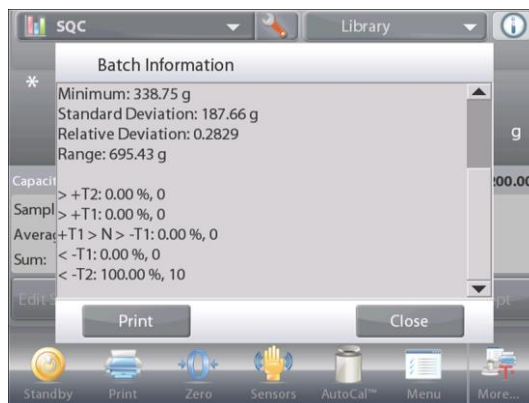 SQC
Library
Batch Information
*
Minimum: 338.75 g
Standard Deviation: 187.66 g
Relative Deviation: 0.2829
Range: 695.43 g
g
> +T2: 0.00 %, 0
> +T1: 0.00 %, 0
+T1 > N > -T1: 0.00 %, 0
< -T1: 0.00 %, 0
< -T2: 100.00 %, 10
Sum:
Print
Close
Standby
Print
Zero
Sensors
AutoCal™
Menu
More...